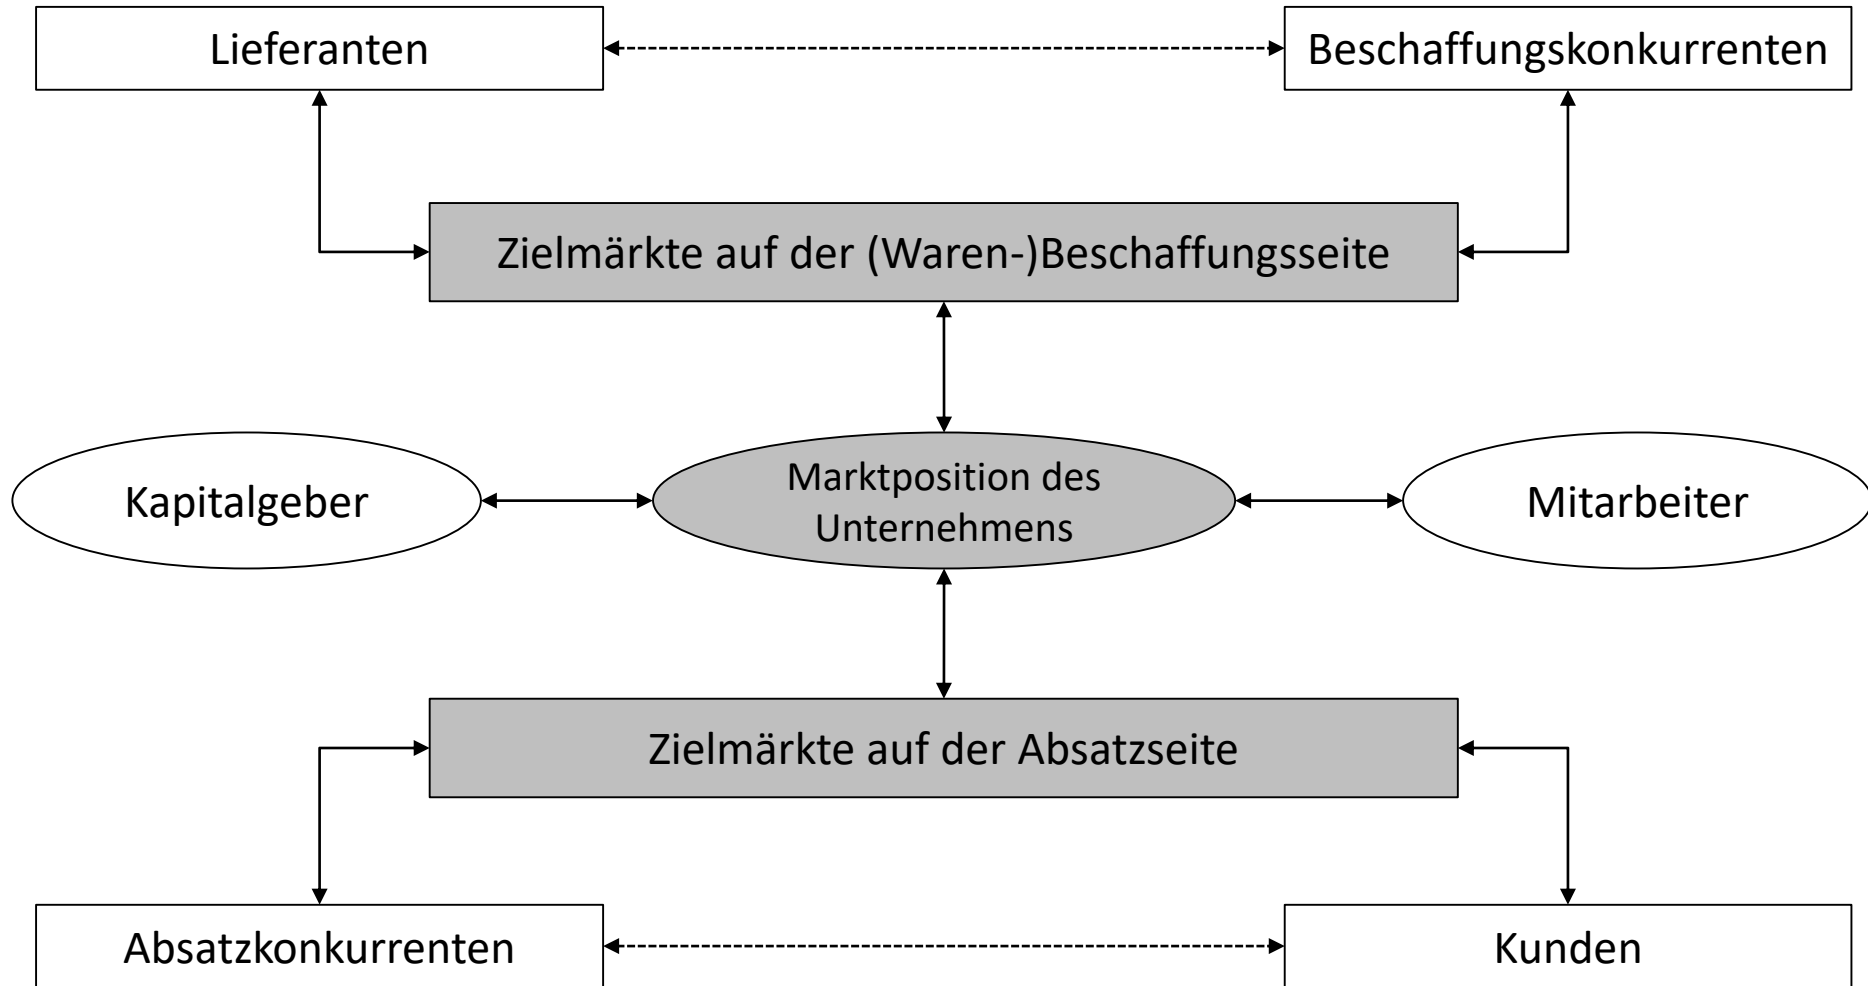 Lieferanten
Beschaffungskonkurrenten
Zielmärkte auf der (Waren-)Beschaffungsseite
Kapitalgeber
Marktposition des
Unternehmens
Mitarbeiter
Zielmärkte auf der Absatzseite
Absatzkonkurrenten
Kunden